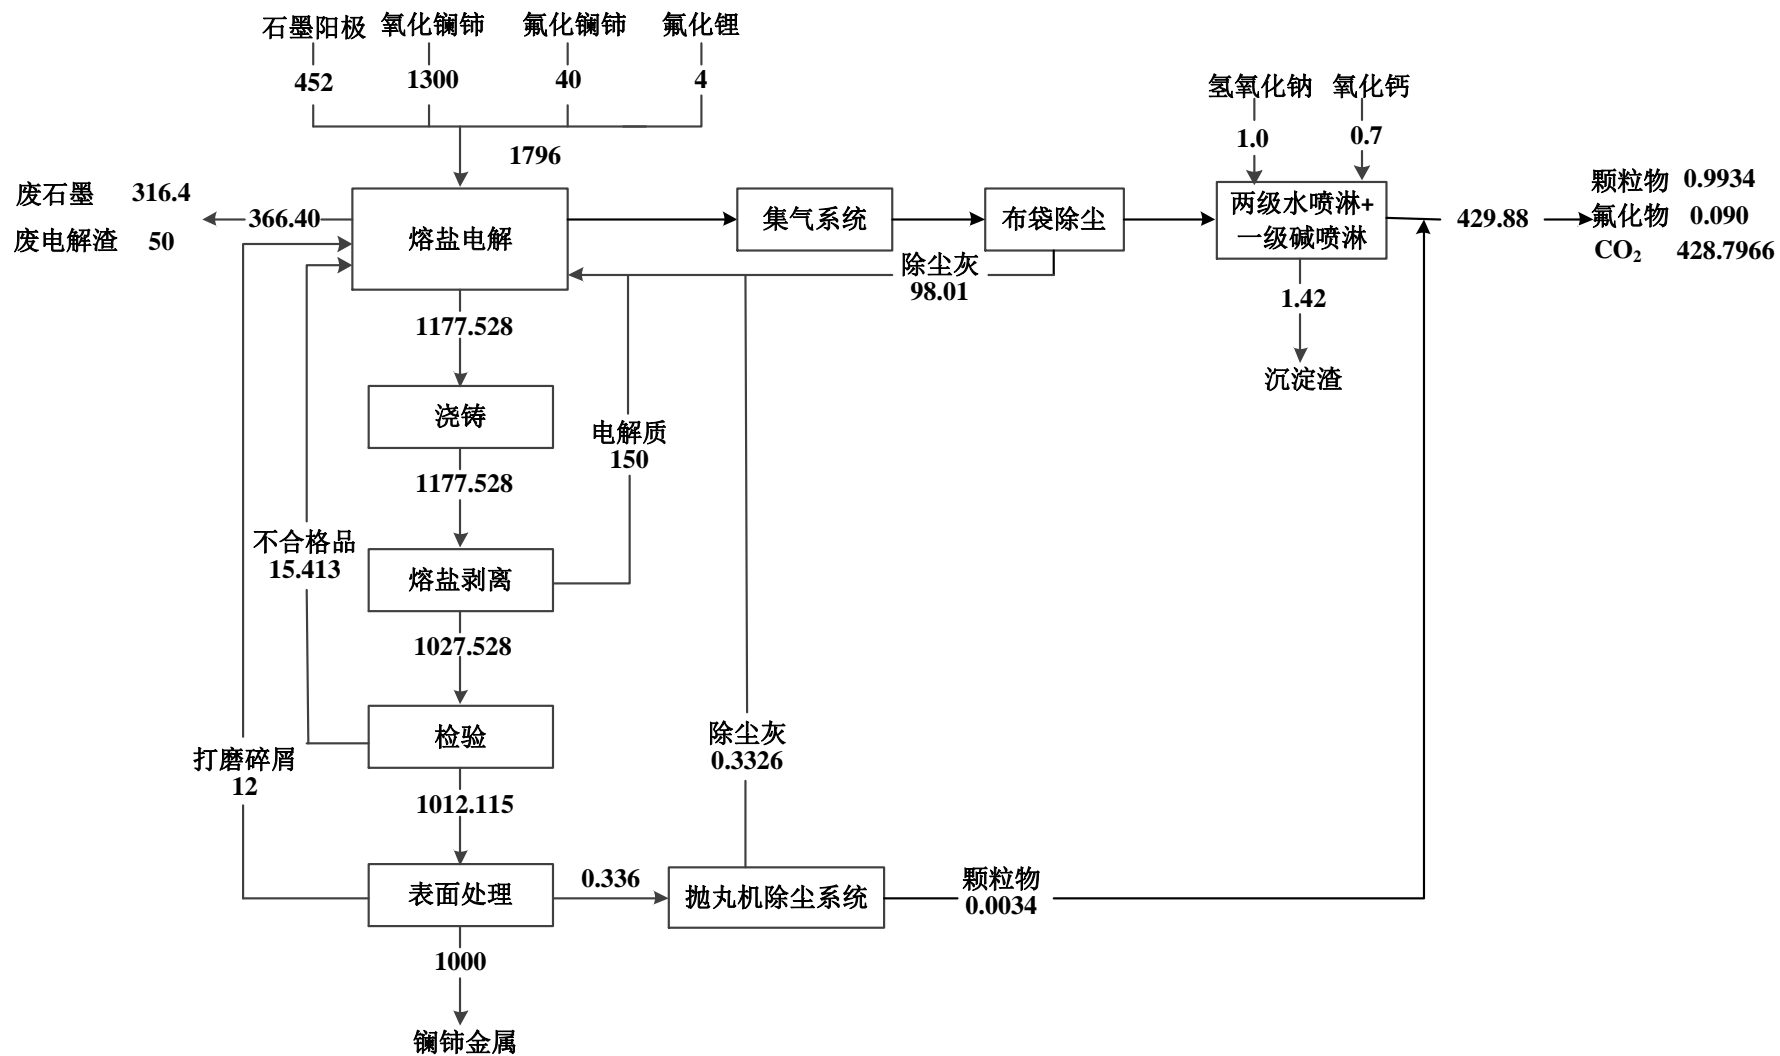 石墨阳极 氧化镧铈 氟化镧铈 氟化锂
452 1300 40 4
氢氧化钠 氧化钙
1.0 0.7
1796
废石墨 316.4
366.40
废电解渣 50
熔盐电解
集气系统
布袋除尘
两级水喷淋+
一级碱喷淋
429.88
颗粒物 0.9934
氟化物 0.090
CO₂ 428.7966
除尘灰
98.01
1.42
沉淀渣
1177.528
浇铸
电解质
150
1177.528
不合格品
15.413
熔盐剥离
1027.528
检验
除尘灰
0.3326
打磨碎屑
12
1012.115
表面处理
0.336
抛丸机除尘系统
颗粒物
0.0034
1000
镧铈金属